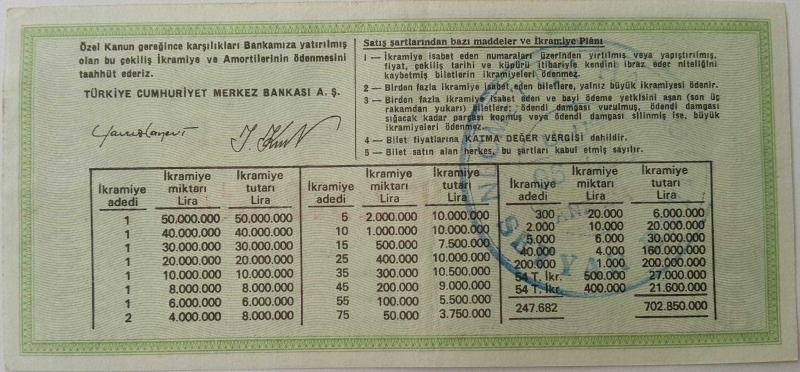 Özel Kanun gereğince karşılıkları Bankamıza yatırılmış
olan bu çekiliş İkramiye ve Amortilerinin ödenmesini
taahhüt ederiz.
TÜRKİYE CUMHURİYET MERKEZ BANKASI A. Ş.
Satış şartlarından bazı maddeler ve İkramiye Plânı
1 — İkramiye isabet eden numaraları üzerinden yırtılmış veya yapıştırılmış,
fiyat, çekiliş tarihi ve küpürü itibariyle kendini ibraz eder niteliğini
kaybetmiş biletlerin ikramiyeleri ödenmez.
2 — Birden fazla ikramiye isabet eden biletlere, yalnız büyük ikramiyesi ödenir.
3 — Birden fazla ikramiye isabet eden ve bayi ödeme yetkisini aşan (son üç
rakamdan yukarı) biletlere; ödendi damgası vurulmuş, ödendi damgası
sığacak kadar parçası kopmuş veya ödendi damgası silinmiş ise, büyük
ikramiyeleri ödenmez.
4 — Bilet fiyatlarına KATMA DEĞER VERGİSİ dahildir.
5 — Bilet satın alan herkes, bu şartları kabul etmiş sayılır.
İkramiye adedi İkramiye miktarı Lira İkramiye tutarı Lira
1 50.000.000 50.000.000
1 40.000.000 40.000.000
1 30.000.000 30.000.000
1 20.000.000 20.000.000
1 10.000.000 10.000.000
1 8.000.000 8.000.000
1 6.000.000 6.000.000
2 4.000.000 8.000.000
İkramiye adedi İkramiye miktarı Lira İkramiye tutarı Lira
5 2.000.000 10.000.000
10 1.000.000 10.000.000
15 500.000 7.500.000
25 400.000 10.000.000
35 300.000 10.500.000
45 200.000 9.000.000
55 100.000 5.500.000
75 50.000 3.750.000
İkramiye adedi İkramiye miktarı Lira İkramiye tutarı Lira
300 20.000 6.000.000
2.000 10.000 20.000.000
5.000 6.000 30.000.000
40.000 4.000 160.000.000
200.000 1.000 200.000.000
54 T. İkr. 500.000 27.000.000
54 T. İkr. 400.000 21.600.000
247.682 702.850.000